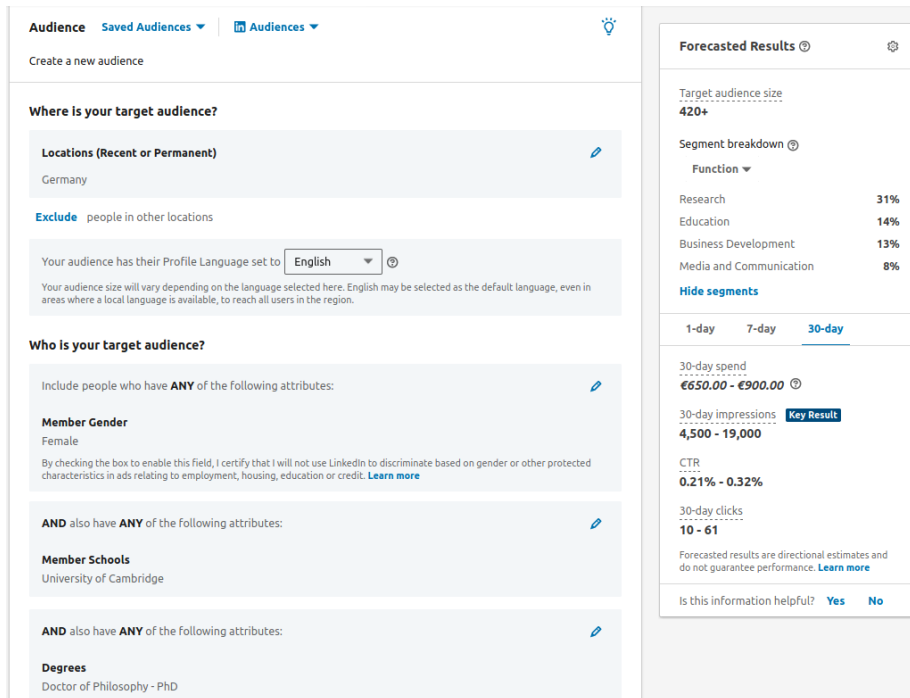 Audience Saved Audiences in Audiences
Create a new audience
Where is your target audience?
Locations (Recent or Permanent)
Germany
Exclude people in other locations
Your audience has their Profile Language set to English
Your audience size will vary depending on the language selected here. English may be selected as the default language, even in
areas where a local language is available, to reach all users in the region.
Who is your target audience?
Include people who have ANY of the following attributes:
Member Gender
Female
By checking the box to enable this field, I certify that I will not use LinkedIn to discriminate based on gender or other protected
characteristics in ads relating to employment, housing, education or credit. Learn more
AND also have ANY of the following attributes:
Member Schools
University of Cambridge
AND also have ANY of the following attributes:
Degrees
Doctor of Philosophy - PhD
Forecasted Results ?
Target audience size
420+
Segment breakdown ?
Function
Research 31%
Education 14%
Business Development 13%
Media and Communication 8%
Hide segments
1-day 7-day 30-day
30-day spend
€650.00 - €900.00 ?
30-day impressions Key Result
4,500 - 19,000
CTR
0.21% - 0.32%
30-day clicks
10 - 61
Forecasted results are directional estimates and
do not guarantee performance. Learn more
Is this information helpful? Yes No